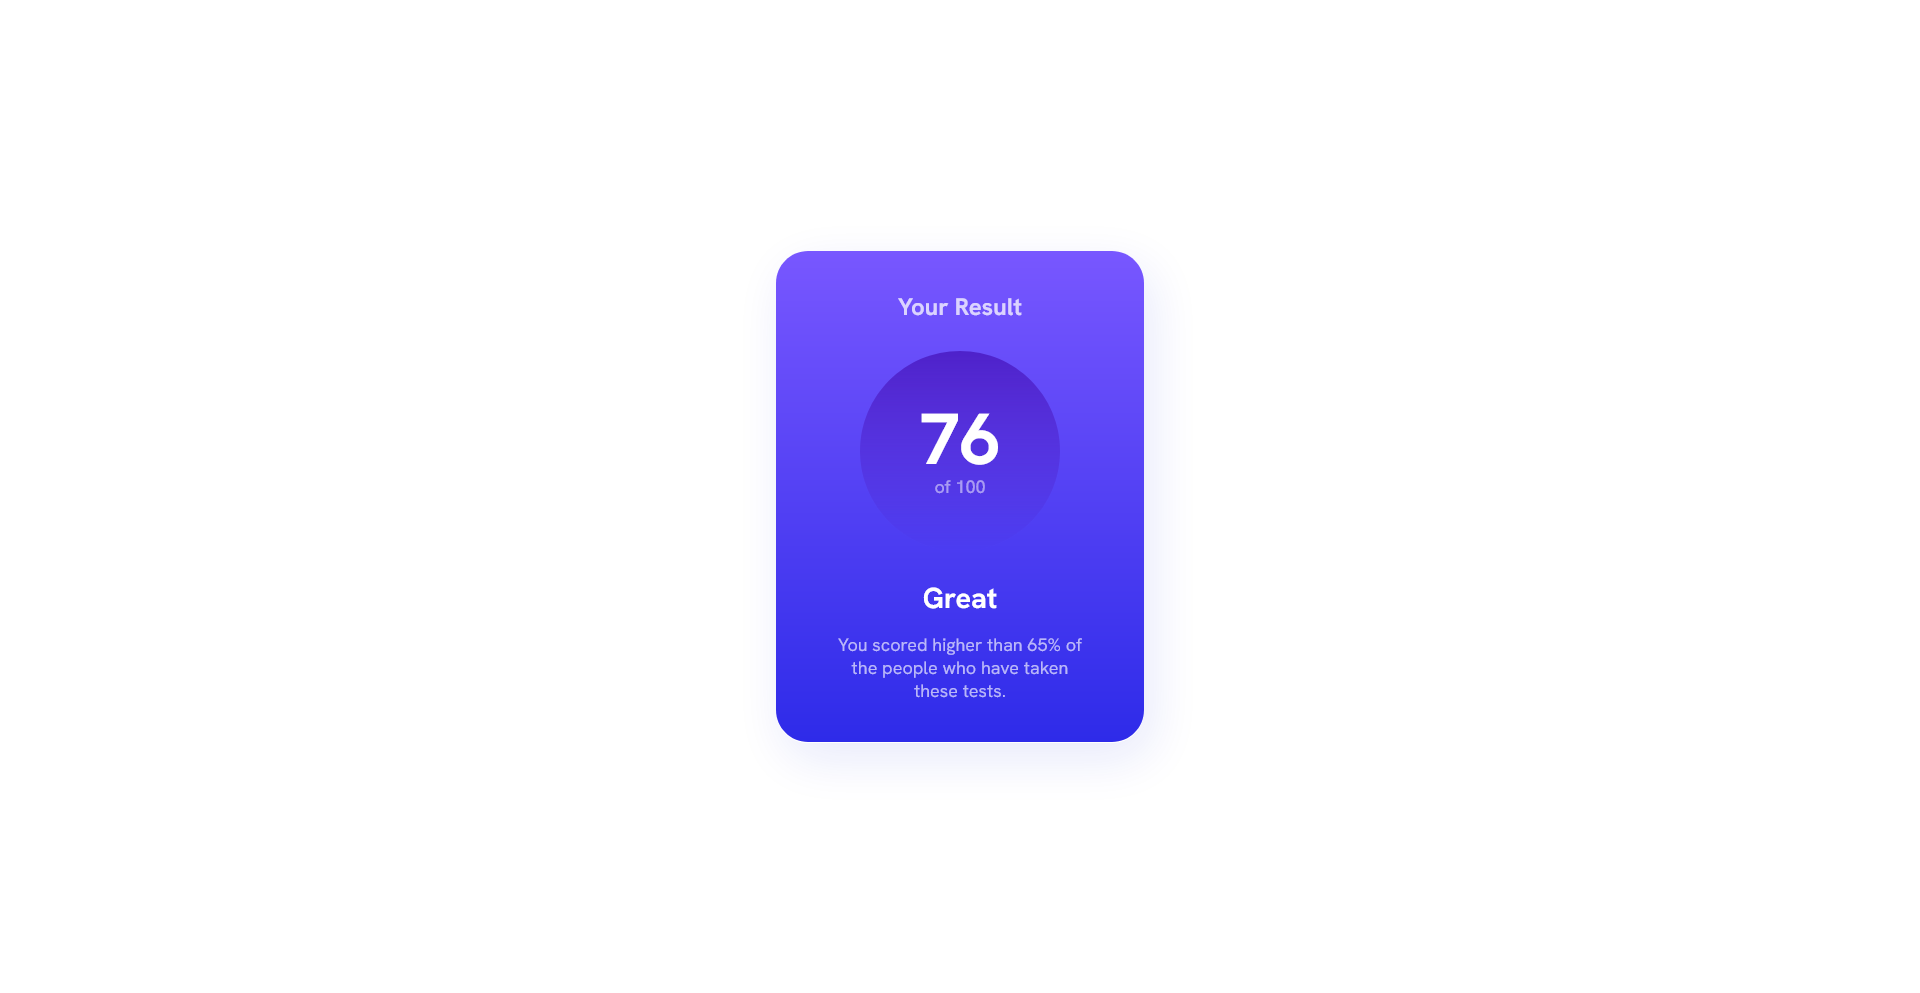 Your Result
76
of 100
Great
You scored higher than 65% of
the people who have taken
these tests.